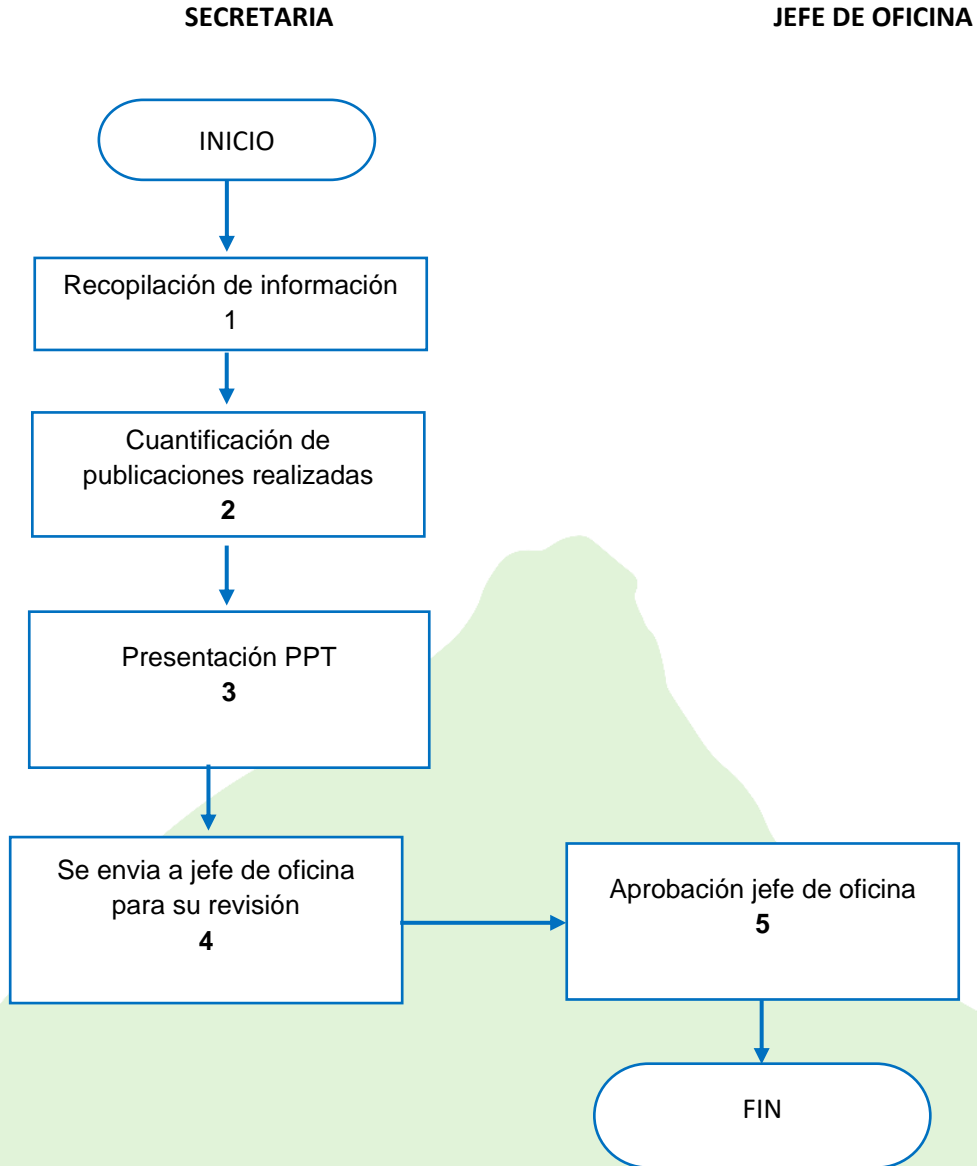 SECRETARIA
JEFE DE OFICINA
INICIO
Recopilación de información
1
Cuantificación de
publicaciones realizadas
2
Presentación PPT
3
Se envia a jefe de oficina
para su revisión
4
Aprobación jefe de oficina
5
FIN